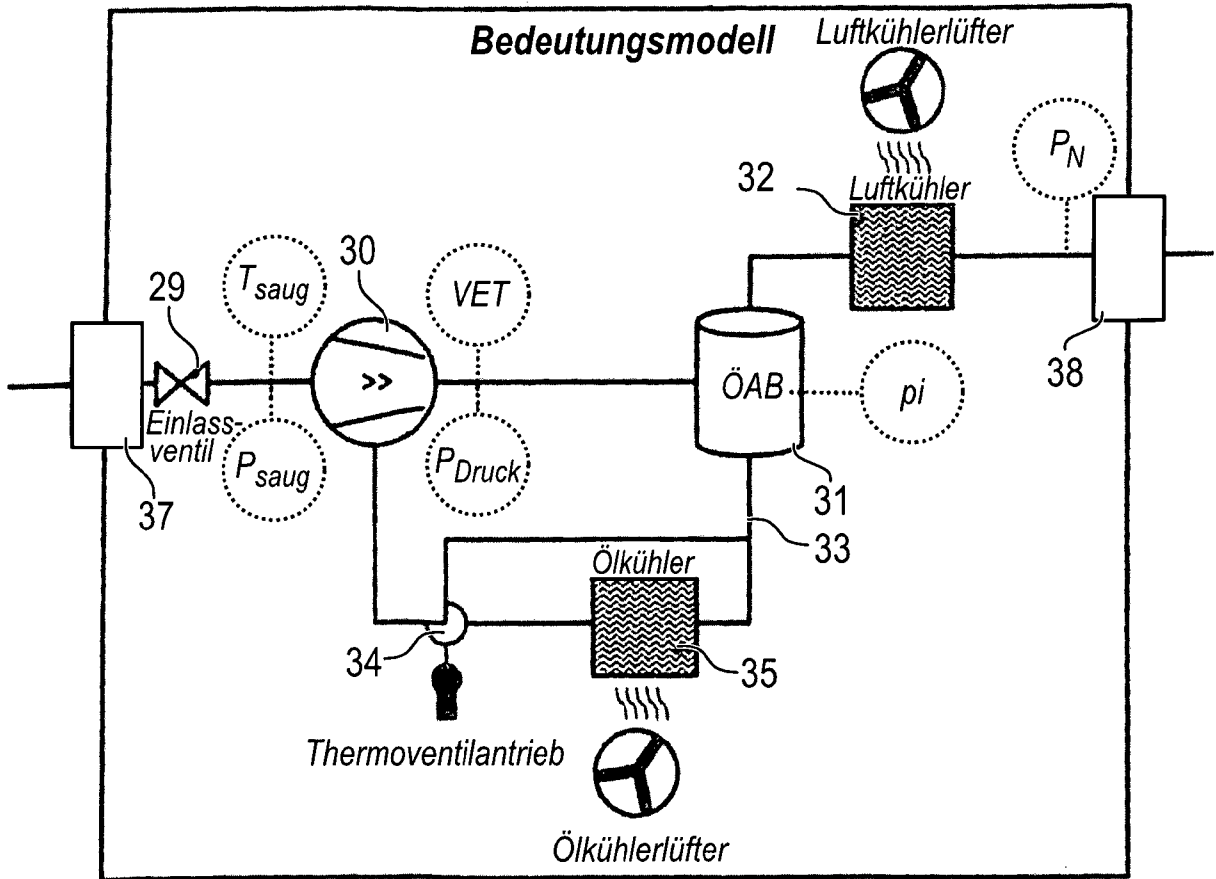 Bedeutungsmodell
Luftkühlerlüfter
P_N
32
Luftkühler
29
T_saug
30
VET
38
ÖAB
pi
Einlass-
ventil
P_saug
P_Druck
37
31
33
Ölkühler
34
35
Thermoventilantrieb
Ölkühlerlüfter
>>